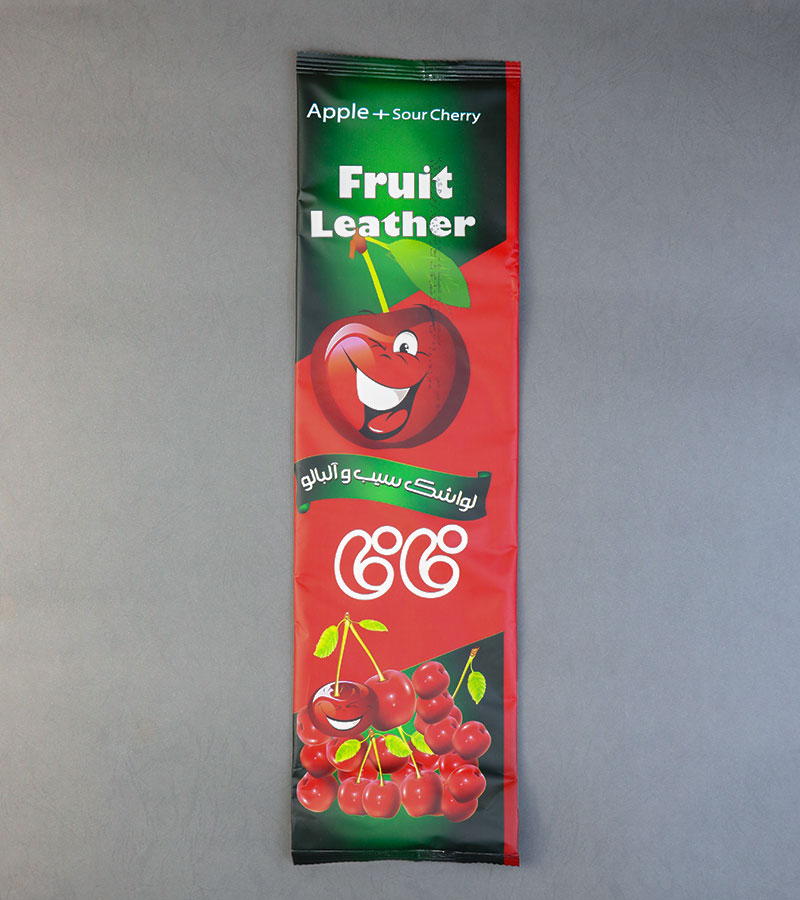 Apple + Sour Cherry
Fruit
Leather
لواشک سیب و آلبالو